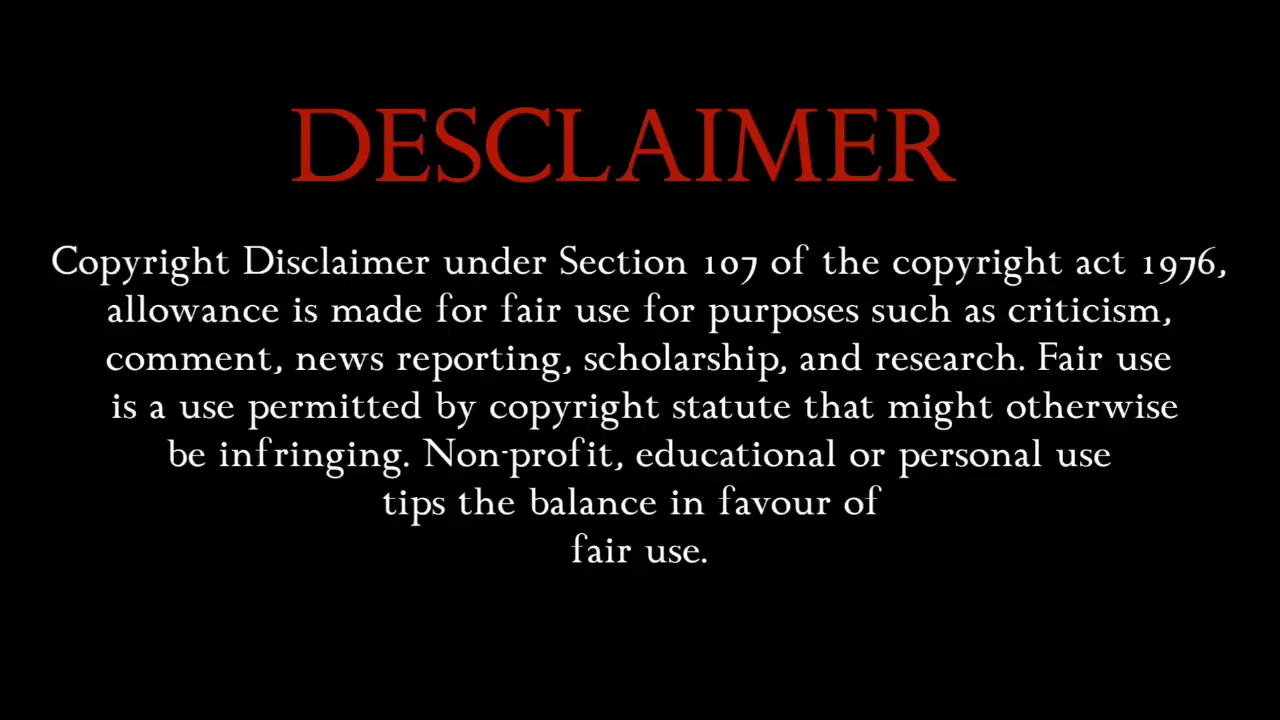 DESCLAIMER
Copyright Disclaimer under Section 107 of the copyright act 1976,
allowance is made for fair use for purposes such as criticism,
comment, news reporting, scholarship, and research. Fair use
is a use permitted by copyright statute that might otherwise
be infringing. Non-profit, educational or personal use
tips the balance in favour of
fair use.